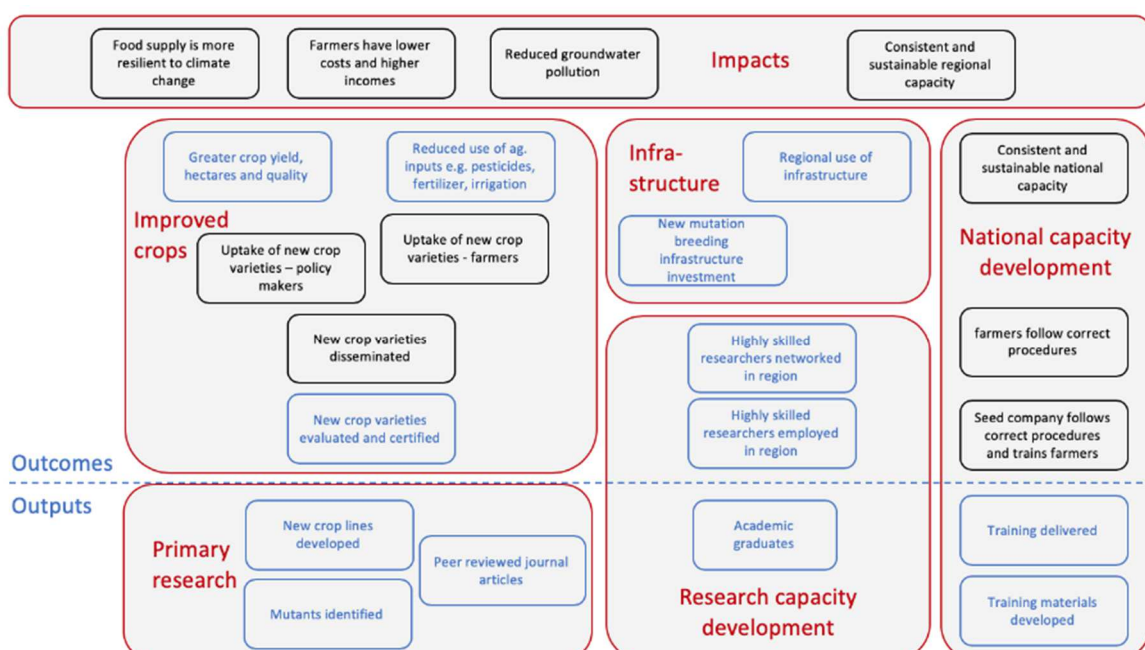 Food supply is more
resilient to climate
change
Farmers have lower
costs and higher
incomes
Reduced groundwater
pollution
Impacts
Consistent and
sustainable regional
capacity
Greater crop yield,
hectares and quality
Reduced use of ag.
inputs e.g. pesticides,
fertilizer, irrigation
Improved
crops
Uptake of new crop
varieties – policy
makers
Uptake of new crop
varieties - farmers
New crop varieties
disseminated
New crop varieties
evaluated and certified
Infra-
structure
Regional use of
infrastructure
New mutation
breeding
infrastructure
investment
Consistent and
sustainable national
capacity
National capacity
development
farmers follow correct
procedures
Seed company follows
correct procedures
and trains farmers
Highly skilled
researchers networked
in region
Highly skilled
researchers employed
in region
Outcomes
Outputs
Primary
research
New crop lines
developed
Peer reviewed journal
articles
Mutants identified
Academic
graduates
Research capacity
development
Training delivered
Training materials
developed